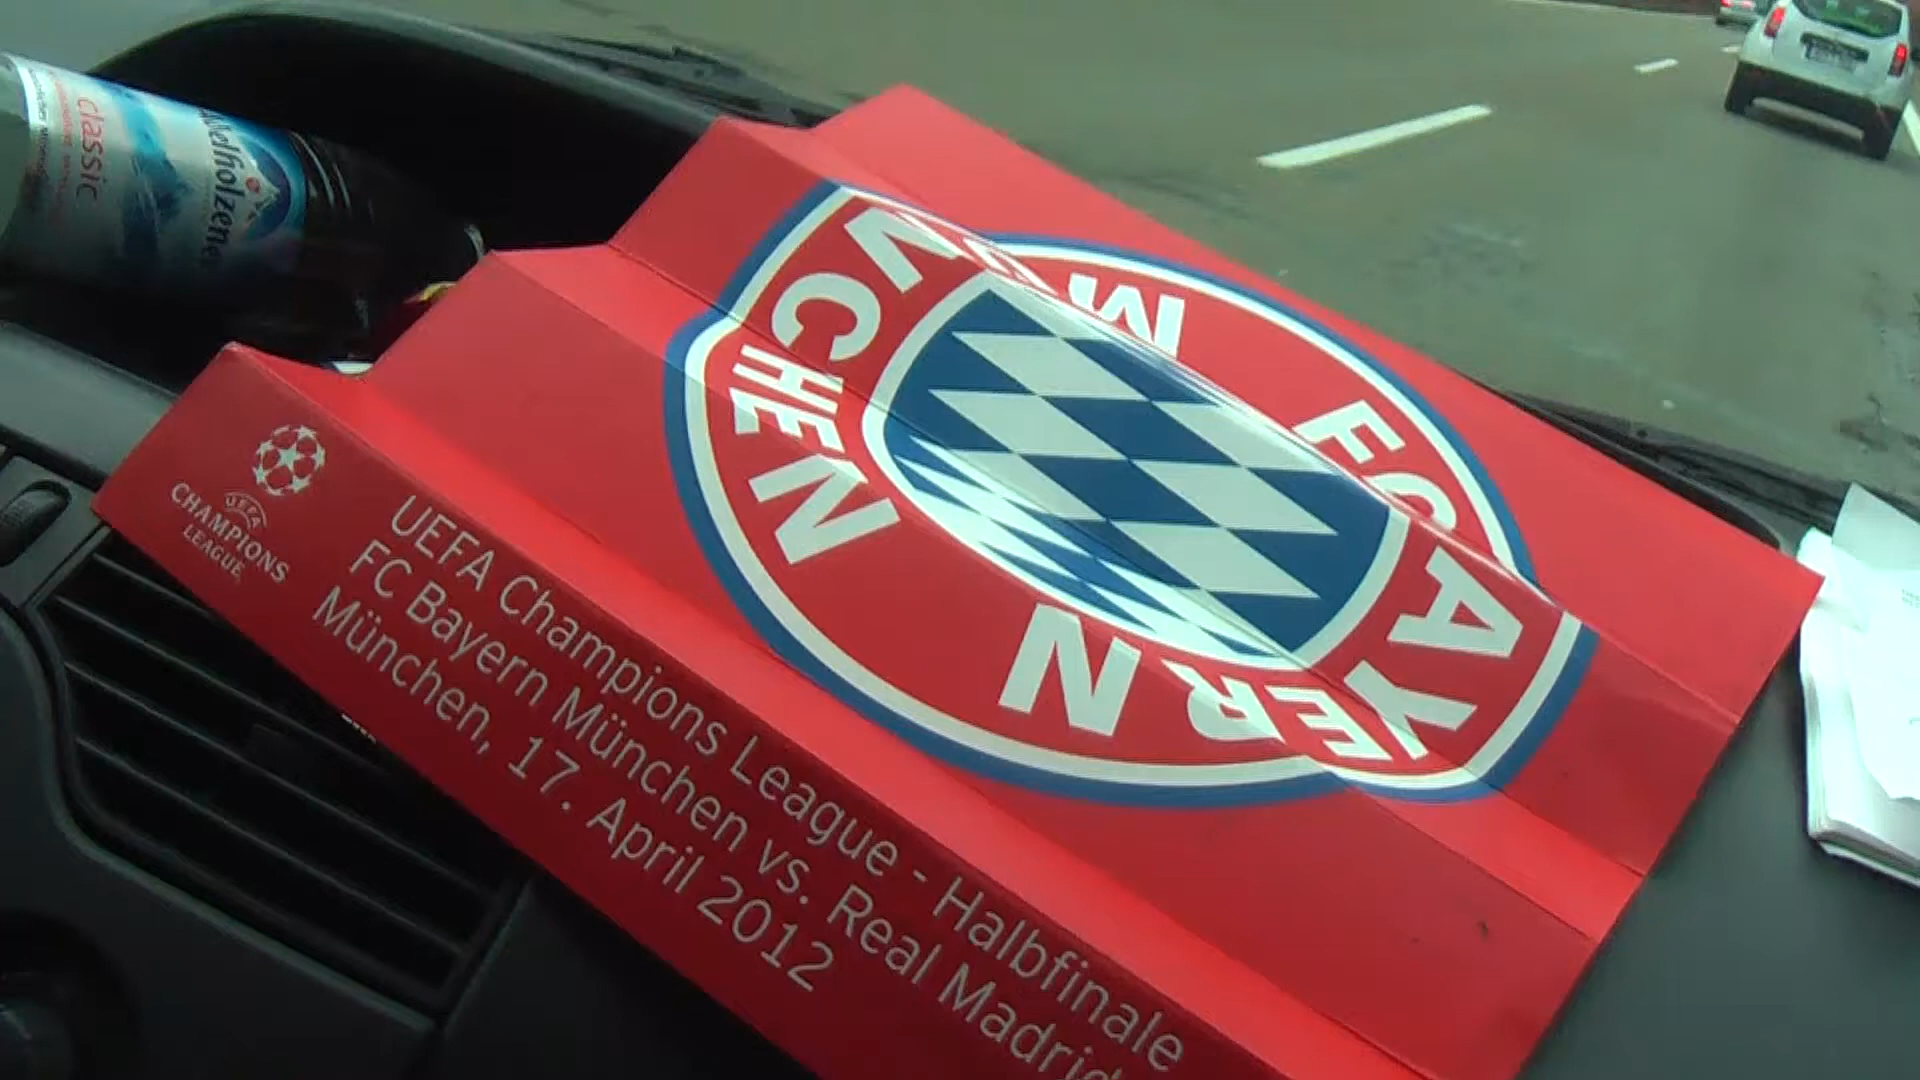 Adelholzener
classic
FC BAYERN
MÜNCHEN
UEFA
CHAMPIONS
LEAGUE
UEFA Champions League - Halbfinale
FC Bayern München vs. Real Madrid
München, 17. April 2012